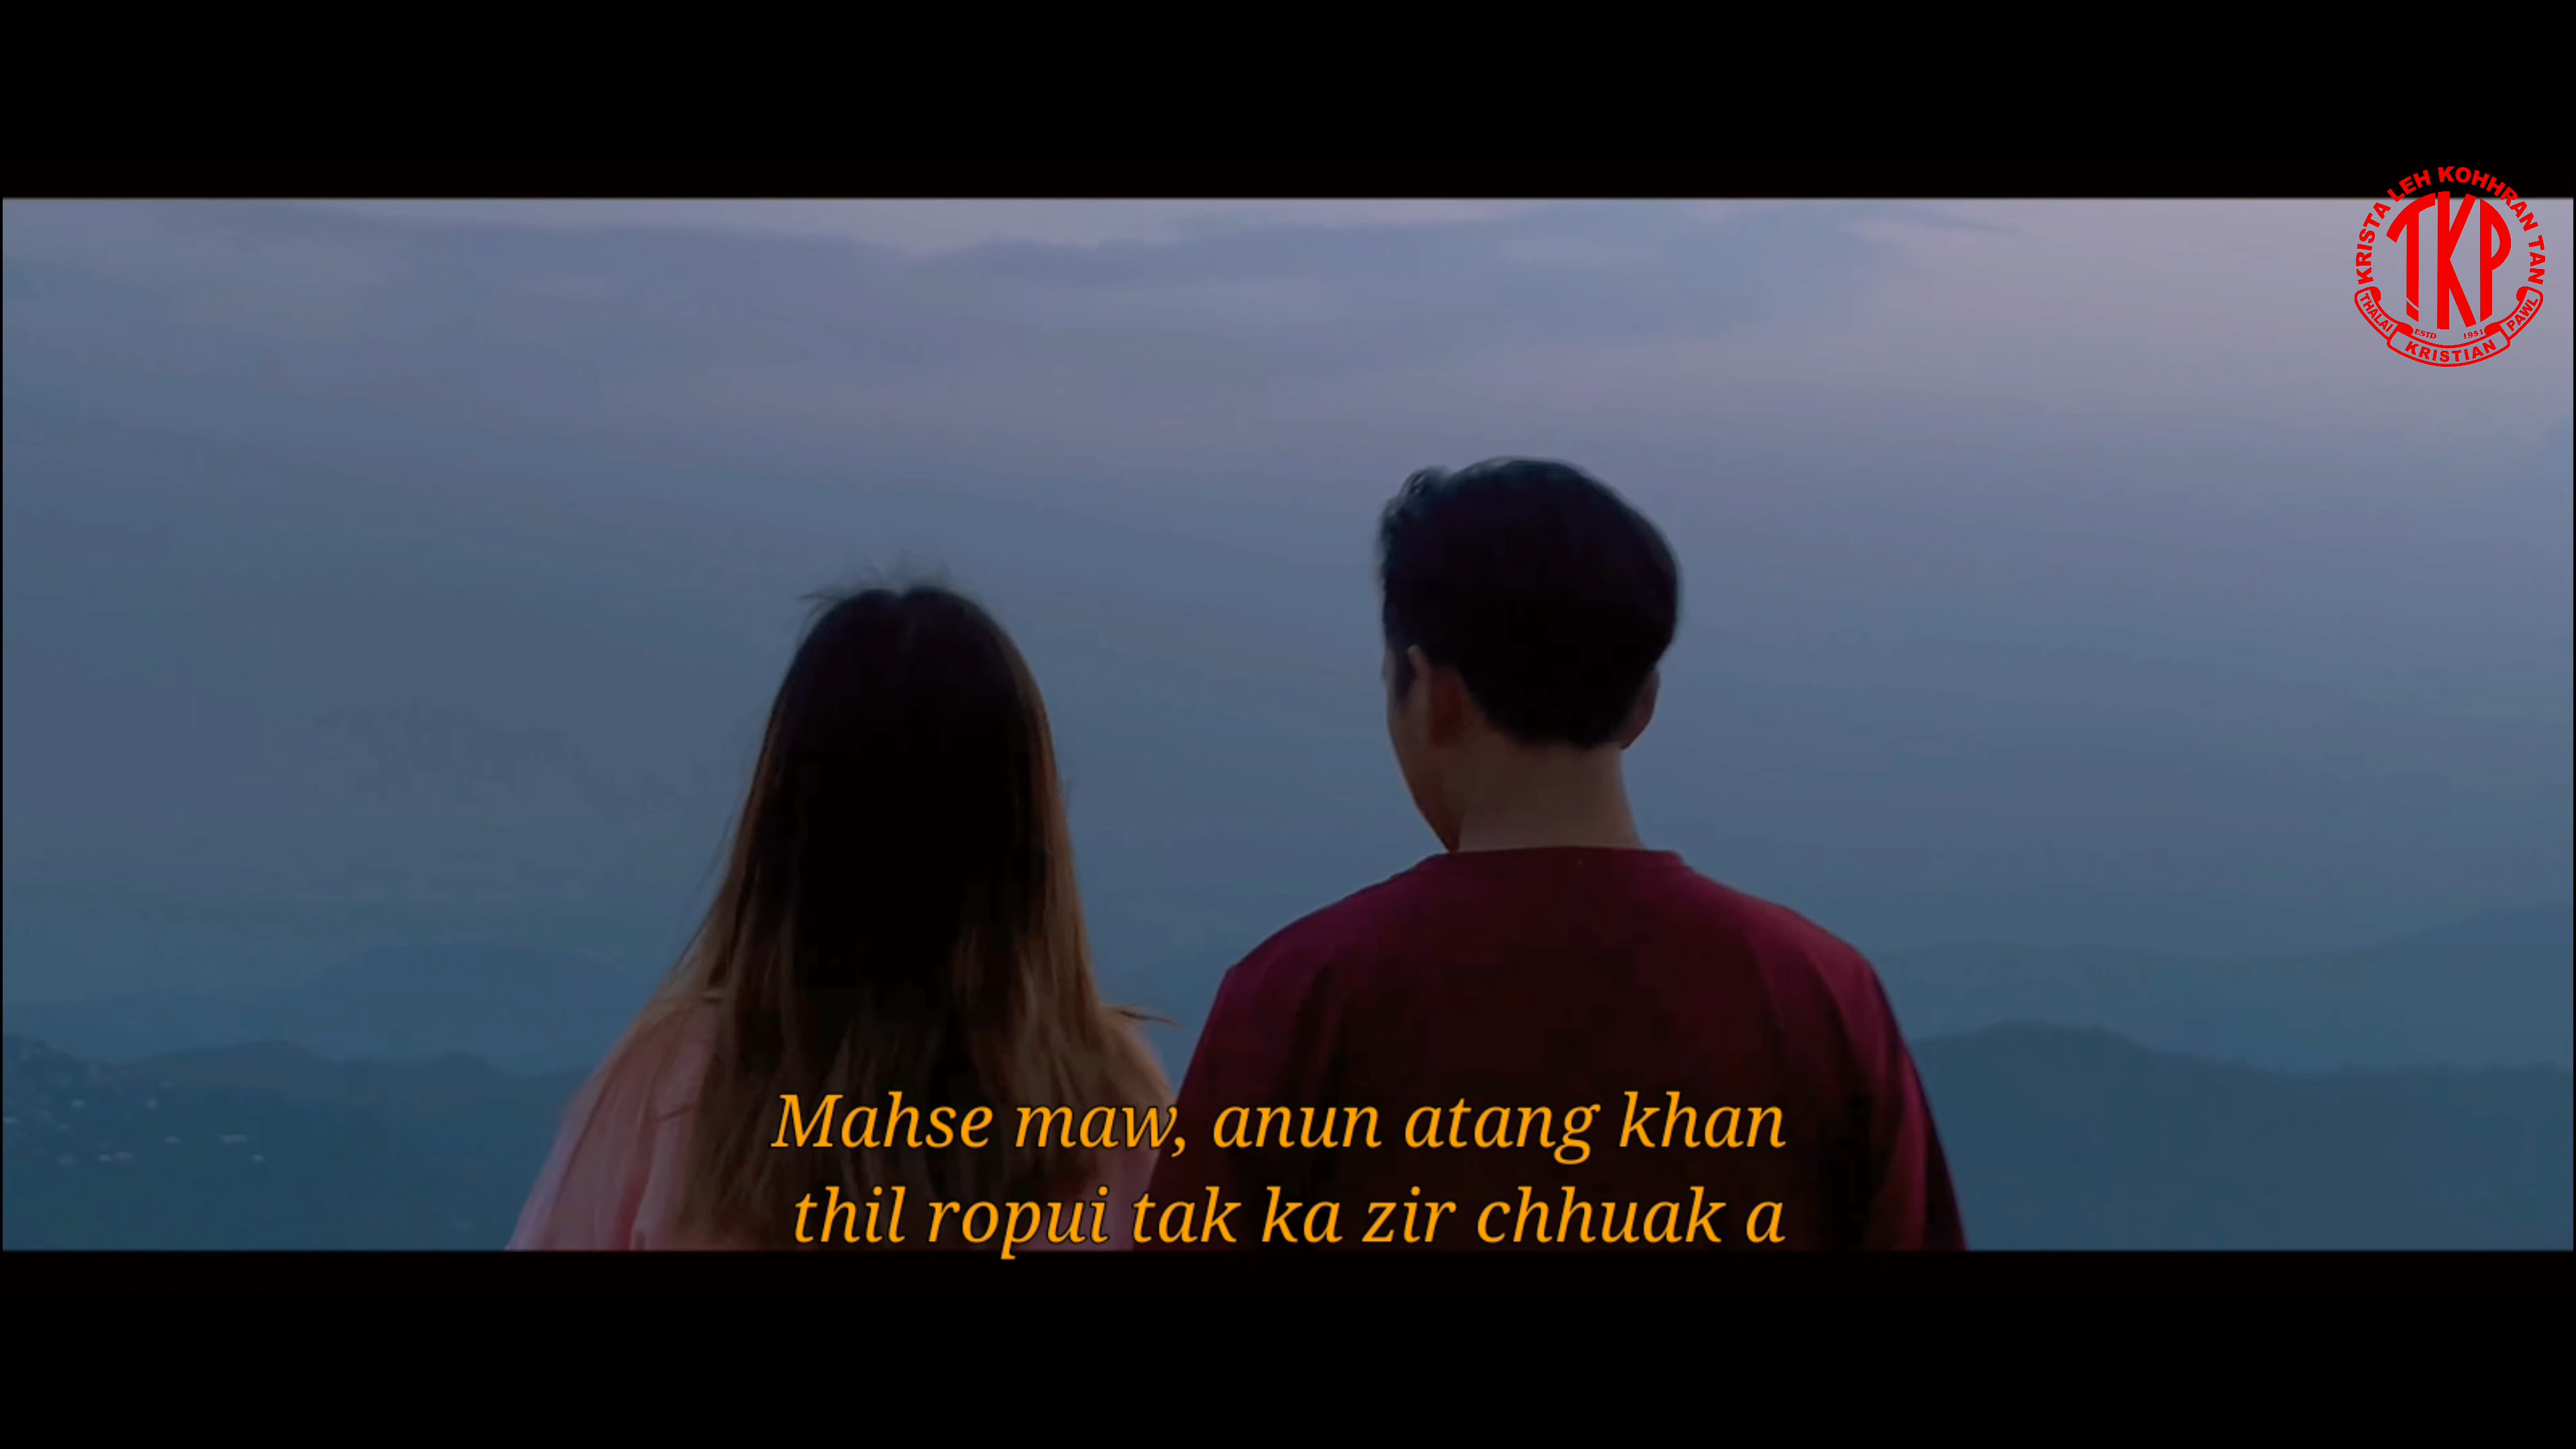 KRISTA LEH KOHHRAN TAN
TKP
ESTD 1951
THALAI KRISTIAN PAWL
Mahse maw, anun atang khan
thil ropui tak ka zir chhuak a